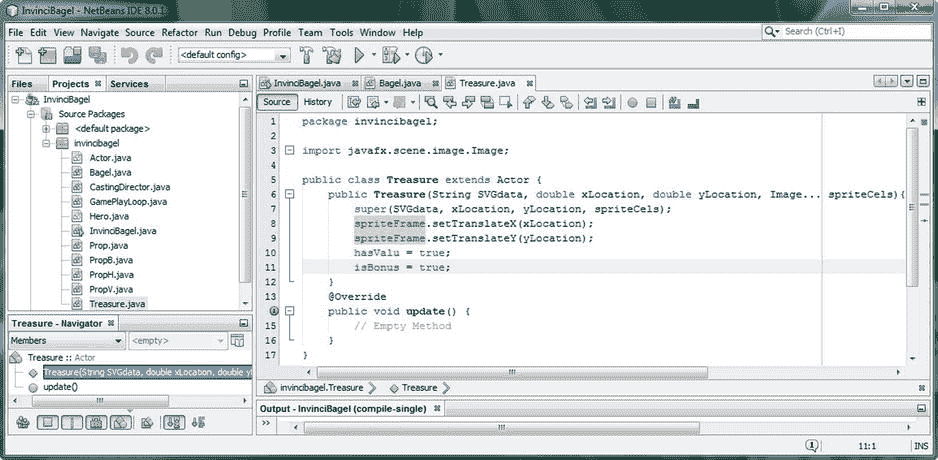 InvinciBagel - NetBeans IDE 8.0.
File Edit View Navigate Source Refactor Run Debug Profile Team Tools Window Help
Search (Ctrl+I)
<default config>
Files Projects Services
InvinciBagel
Source Packages
<default package>
invincibagel
Actor.java
Bagel.java
CastingDirector.java
GamePlayLoop.java
Hero.java
InvinciBagel.java
Prop.java
PropB.java
PropH.java
PropV.java
Treasure.java
Treasure - Navigator
Members <empty>
Treasure :: Actor
Treasure(String SVGdata, double xLocation, double yl
update()
InvinciBagel.java Bagel.java Treasure.java
Source History
1 package invincibagel;
2
3 import javafx.scene.image.Image;
4
5 public class Treasure extends Actor {
6 public Treasure(String SVGdata, double xLocation, double yLocation, Image... spriteCels){
7 super(SVGdata, xLocation, yLocation, spriteCels);
8 spriteFrame.setTranslateX(xLocation);
9 spriteFrame.setTranslateY(yLocation);
10 hasValu = true;
11 isBonus = true;
12 }
13 @Override
public void update() {
15 // Empty Method
16 }
17 }
invincibagel.Treasure Treasure
Output - InvinciBagel (compile-single)
1 11:1 INS